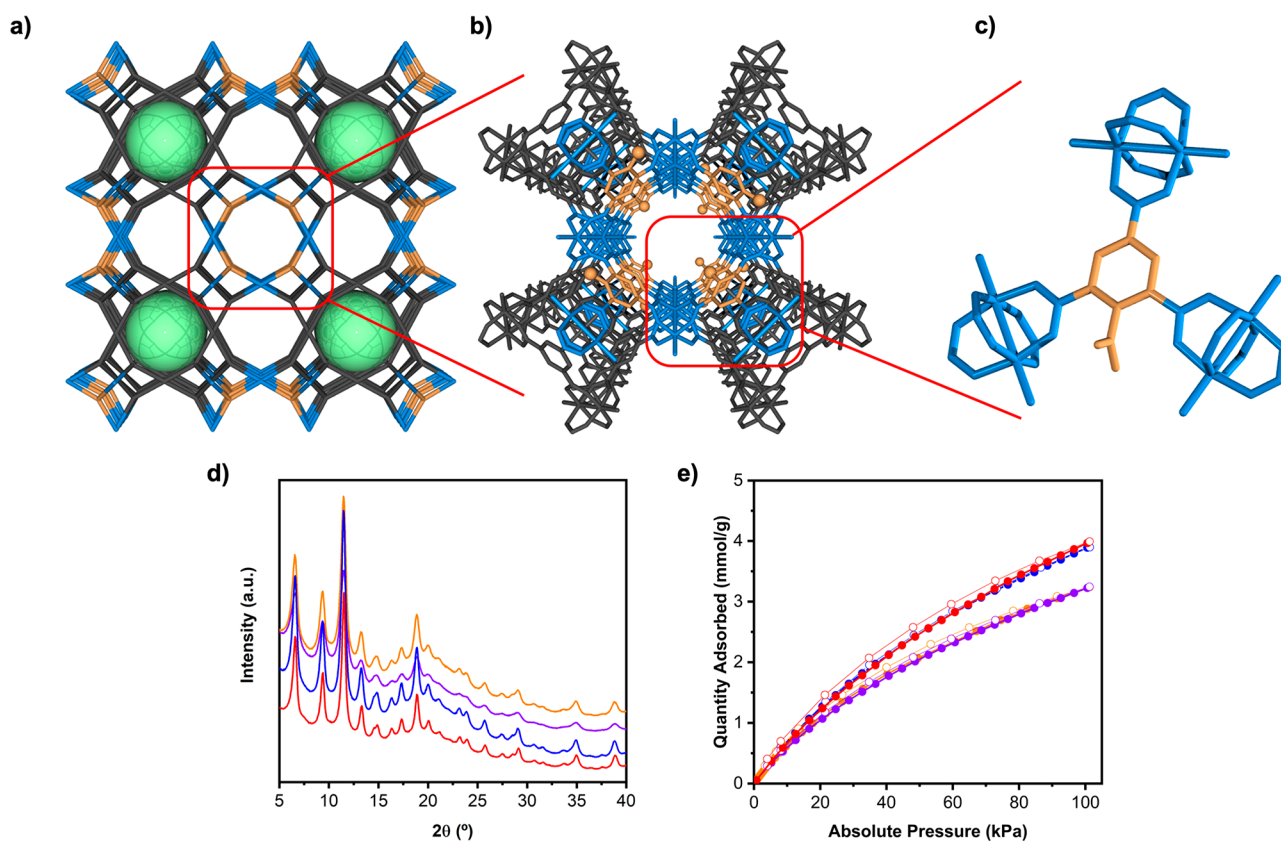 a)
b)
c)
d)
Intensity (a.u.)
5
10
15
20
25
30
35
40
2θ (º)
e)
Quantity Adsorbed (mmol/g)
5
4
3
2
1
0
0
20
40
60
80
100
Absolute Pressure (kPa)